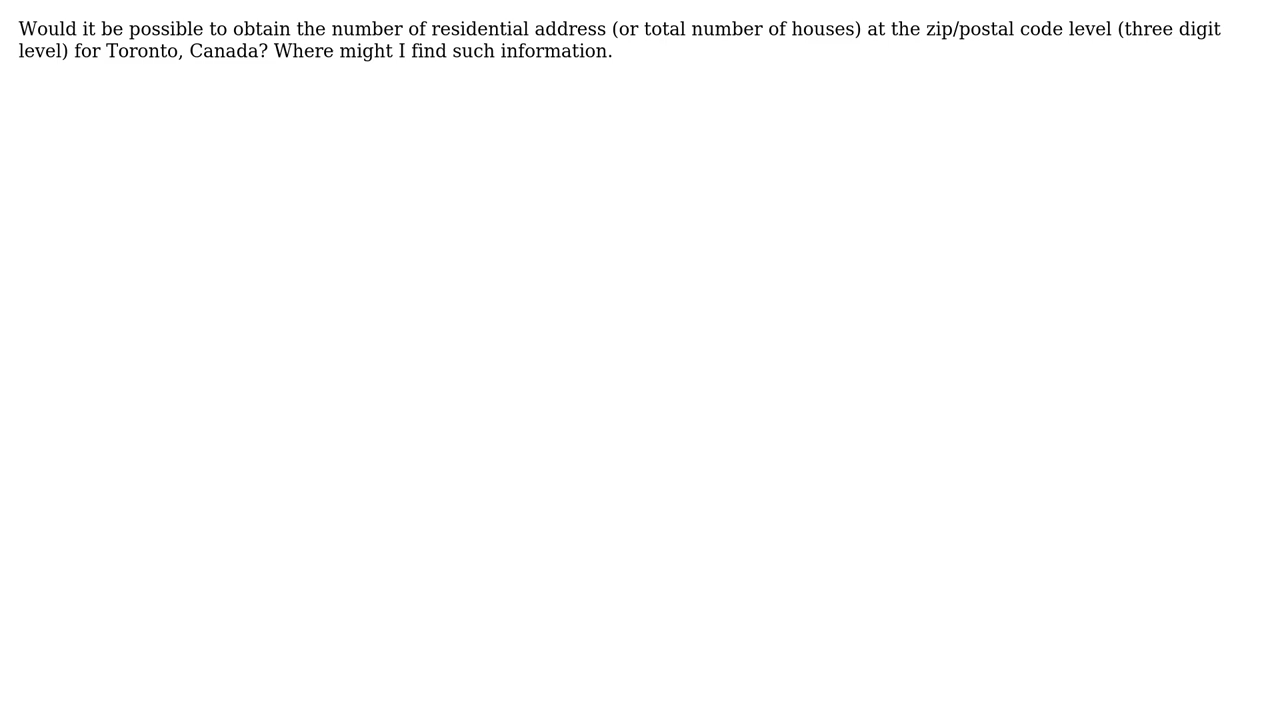 Would it be possible to obtain the number of residential address (or total number of houses) at the zip/postal code level (three digit
level) for Toronto, Canada? Where might I find such information.